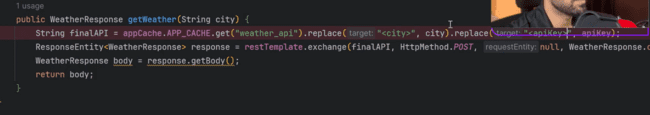 1 usage
public WeatherResponse getWeather(String city) {
String finalAPI = appCache.APP_CACHE.get("weather_api").replace( target: "<city>", city).replace( target: "<apiKey>", apiKey);
ResponseEntity<WeatherResponse> response = restTemplate.exchange(finalAPI, HttpMethod.POST, requestEntity: null, WeatherResponse.
WeatherResponse body = response.getBody();
return body;
}